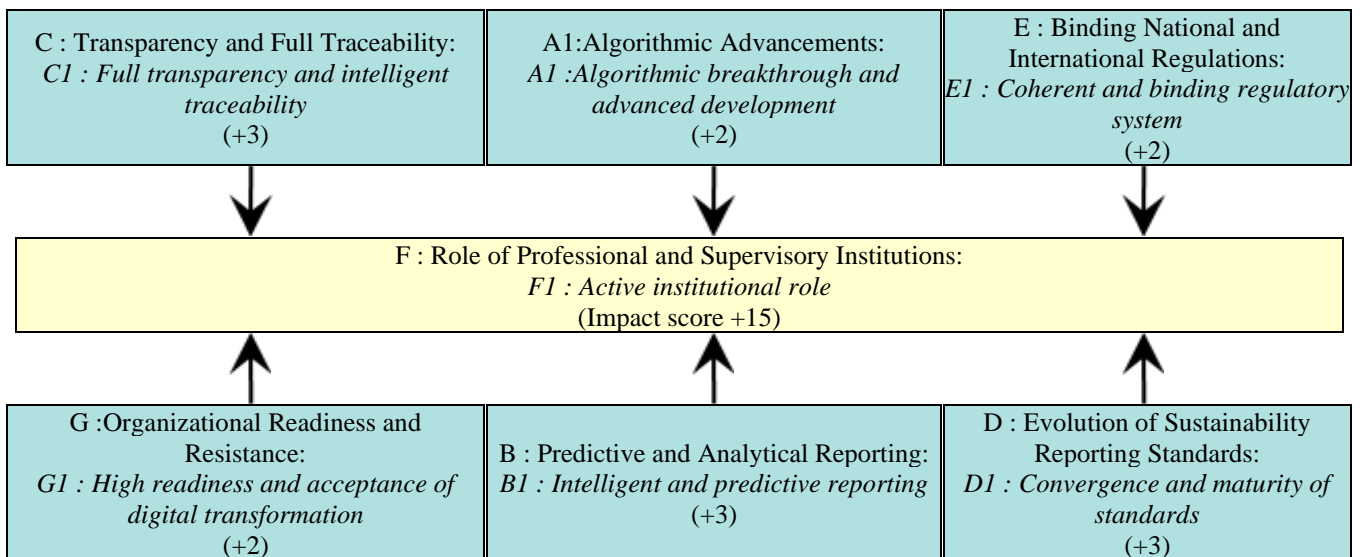 C : Transparency and Full Traceability:
C1 : Full transparency and intelligent
traceability
(+3)
A1:Algorithmic Advancements:
A1 :Algorithmic breakthrough and
advanced development
(+2)
E : Binding National and
International Regulations:
E1 : Coherent and binding regulatory
system
(+2)
F : Role of Professional and Supervisory Institutions:
F1 : Active institutional role
(Impact score +15)
G :Organizational Readiness and
Resistance:
G1 : High readiness and acceptance of
digital transformation
(+2)
B : Predictive and Analytical Reporting:
B1 : Intelligent and predictive reporting
(+3)
D : Evolution of Sustainability
Reporting Standards:
D1 : Convergence and maturity of
standards
(+3)